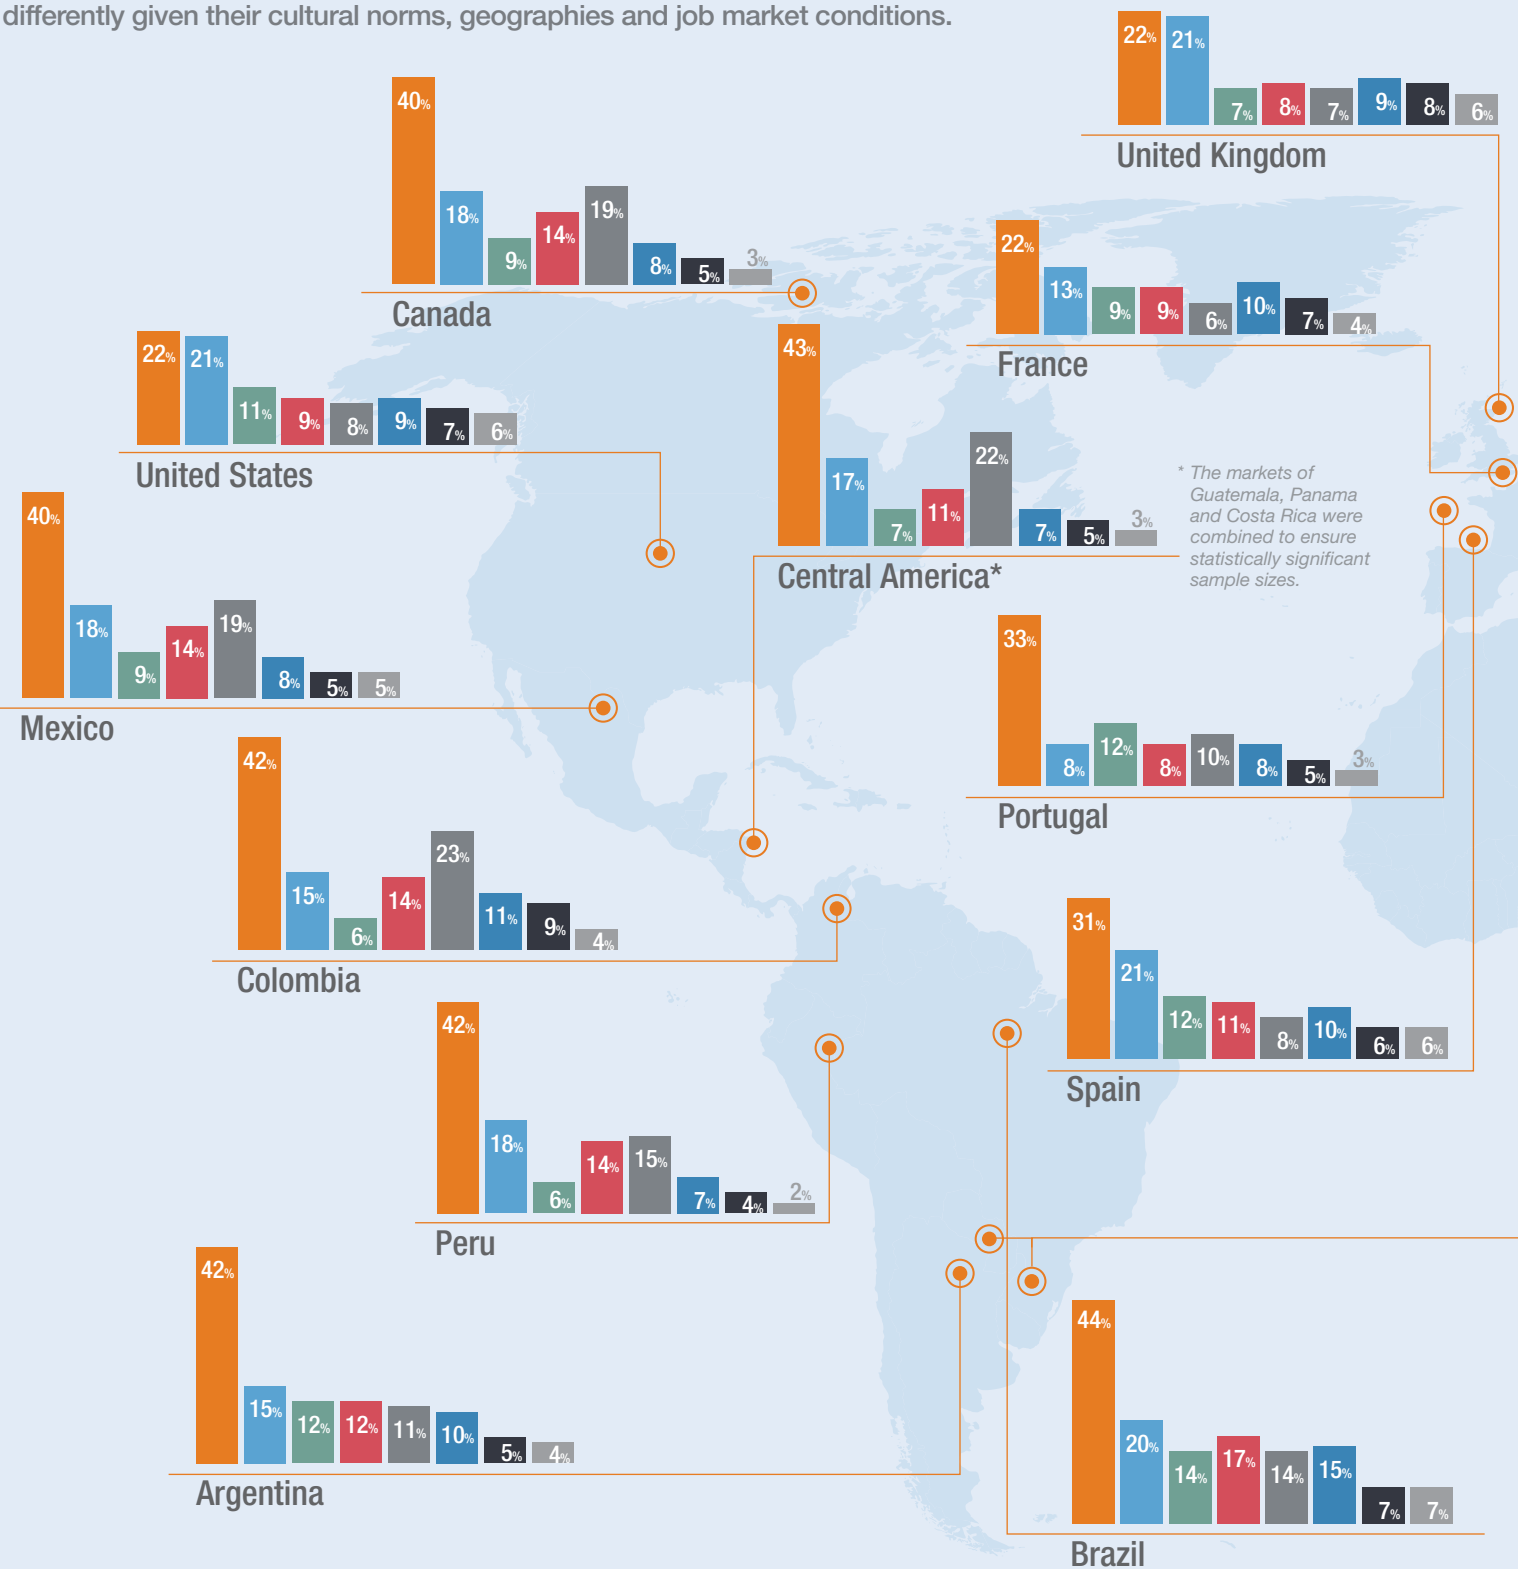 differently given their cultural norms, geographies and job market conditions.
22% 21% 7% 8% 7% 9% 8% 6%
United Kingdom
40% 18% 9% 14% 19% 8% 5% 3%
Canada
22% 13% 9% 9% 6% 10% 7% 4%
France
22% 21% 11% 9% 8% 9% 7% 6%
United States
43% 17% 7% 11% 22% 7% 5% 3%
Central America*
* The markets of
Guatemala, Panama
and Costa Rica were
combined to ensure
statistically significant
sample sizes.
40% 18% 9% 14% 19% 8% 5% 5%
Mexico
33% 8% 12% 8% 10% 8% 5% 3%
Portugal
42% 15% 6% 14% 23% 11% 9% 4%
Colombia
31% 21% 12% 11% 8% 10% 6% 6%
Spain
42% 18% 6% 14% 15% 7% 4% 2%
Peru
42% 15% 12% 12% 11% 10% 5% 4%
Argentina
44% 20% 14% 17% 14% 15% 7% 7%
Brazil